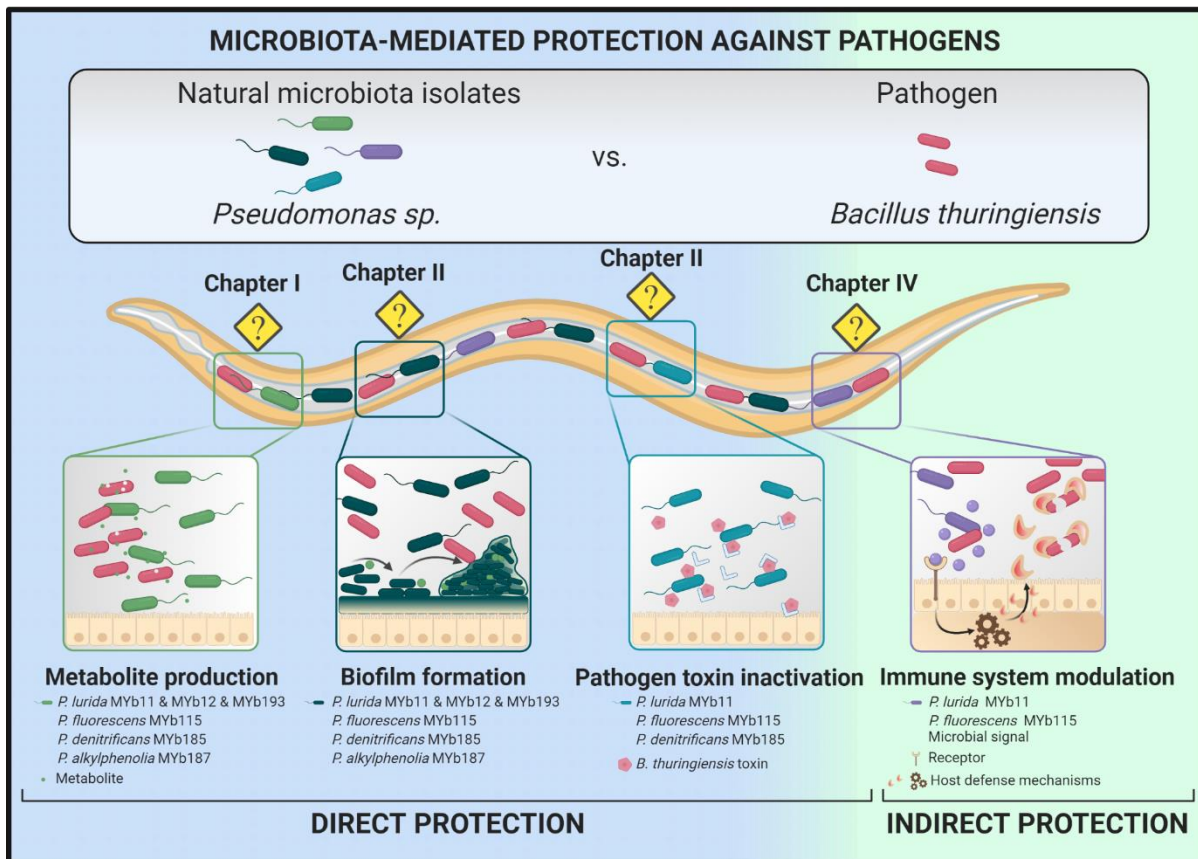 MICROBIOTA-MEDIATED PROTECTION AGAINST PATHOGENS
Natural microbiota isolates
Pathogen
vs.
Pseudomonas sp.
Bacillus thuringiensis
Chapter I
Chapter II
Chapter II
Chapter IV
?
?
?
?
Metabolite production
P. lurida MYb11 & MYb12 & MYb193
P. fluorescens MYb115
P. denitrificans MYb185
P. alkylphenolia MYb187
Metabolite
Biofilm formation
P. lurida MYb11 & MYb12 & MYb193
P. fluorescens MYb115
P. denitrificans MYb185
P. alkylphenolia MYb187
Pathogen toxin inactivation
P. lurida MYb11
P. fluorescens MYb115
P. denitrificans MYb185
B. thuringiensis toxin
Immune system modulation
P. lurida MYb11
P. fluorescens MYb115
Microbial signal
Receptor
Host defense mechanisms
DIRECT PROTECTION
INDIRECT PROTECTION